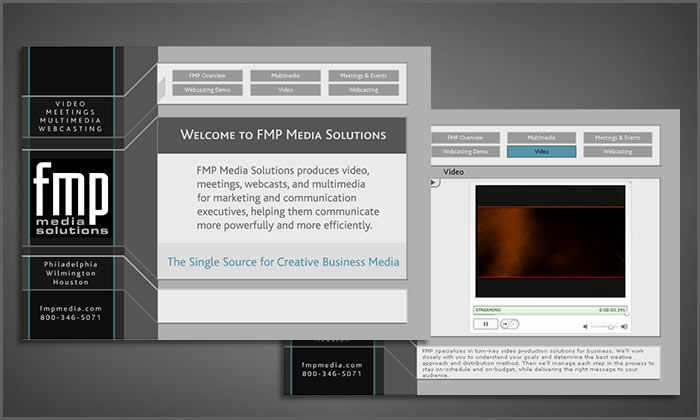 VIDEO
MEETINGS
MULTIMEDIA
WEBCASTING
fmp
media
solutions
Philadelphia
Wilmington
Houston
fmpmedia.com
800-346-5071
FMP Overview Multimedia Meetings & Events
Webcasting Demo Video Webcasting
WELCOME TO FMP MEDIA SOLUTIONS
FMP Media Solutions produces video,
meetings, webcasts, and multimedia
for marketing and communication
executives, helping them communicate
more powerfully and more efficiently.
The Single Source for Creative Business Media
FMP Overview Multimedia Meetings & Events
Webcasting Demo Video Webcasting
Video
STREAMING 0:00:03.395
Houston
fmpmedia.com
800-346-5071
FMP specializes in turn-key video production solutions for business. We'll work
closely with you to understand your goals and determine the best creative
approach and distribution method. Then we'll manage each step in the process to
stay on-schedule and on-budget, while delivering the right message to your
audience.